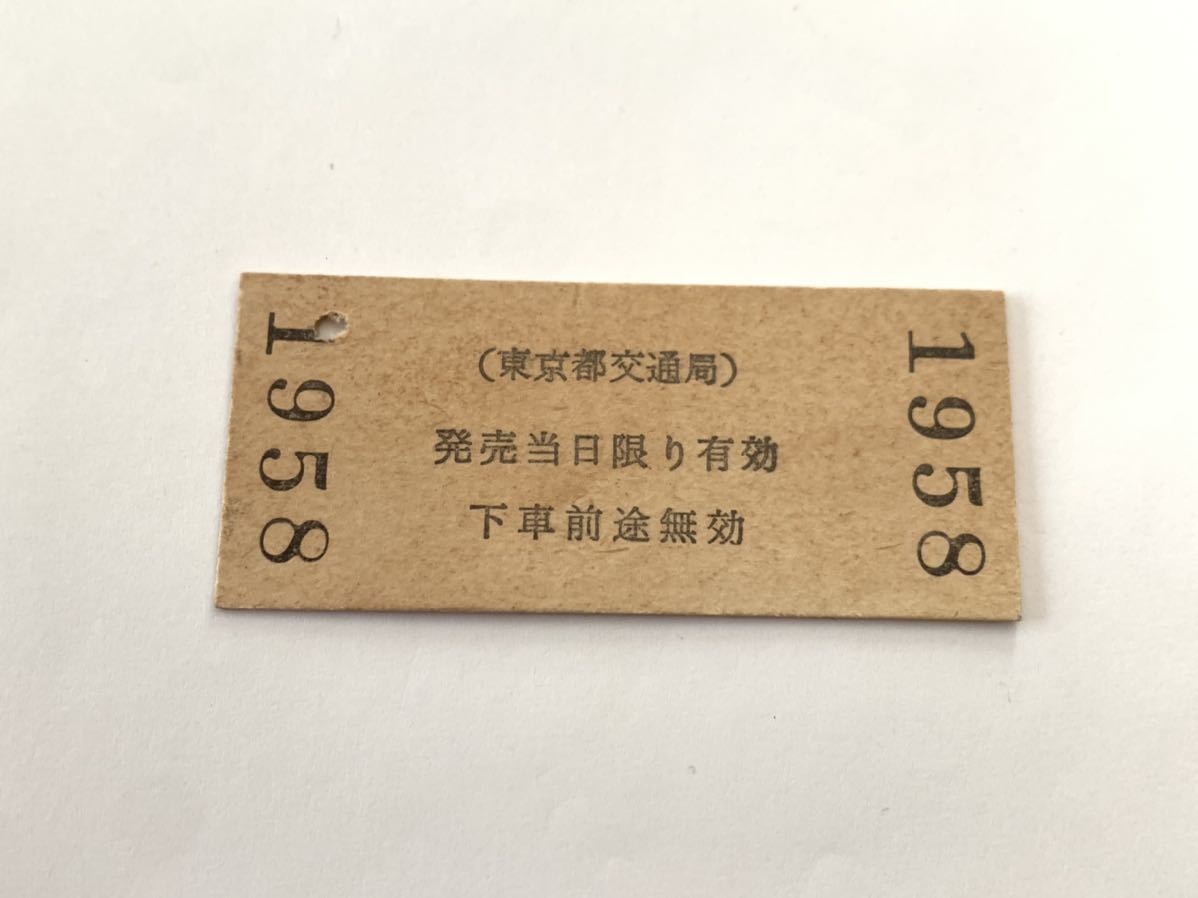 1958
(東京都交通局)
発売当日限り有効
下車前途無効
1958